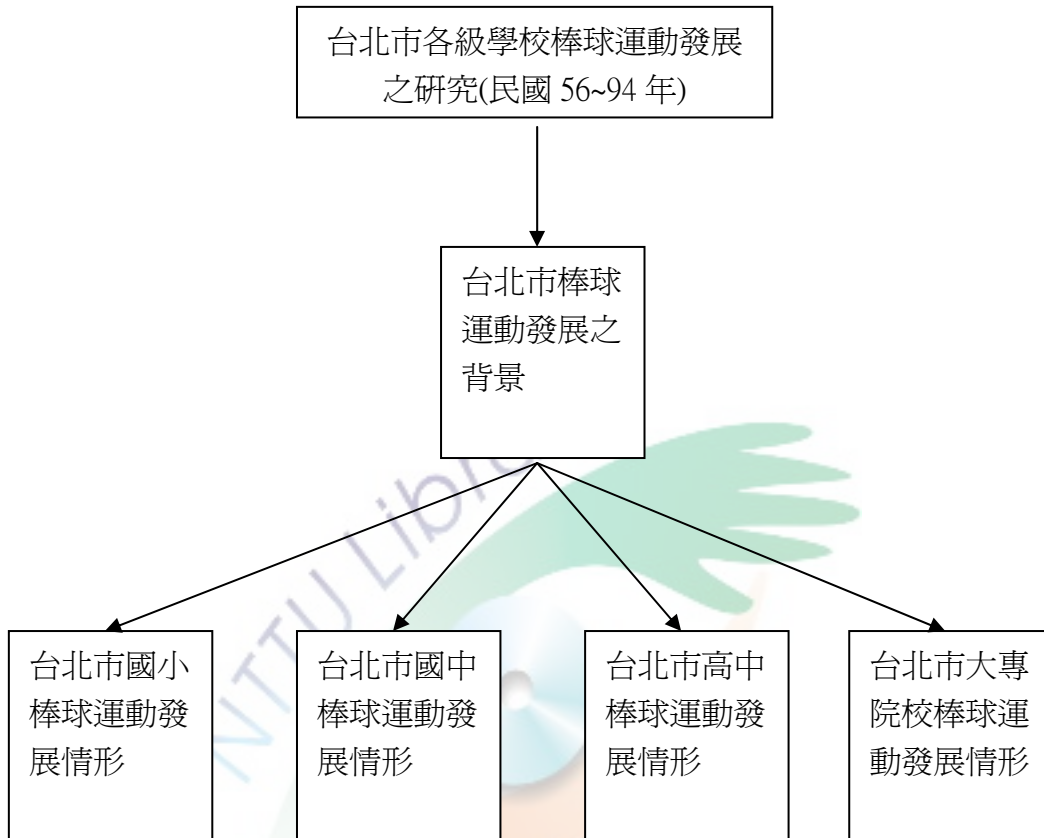 台北市各級學校棒球運動發展
之研究(民國 56~94 年)
台北市棒球
運動發展之
背景
NTTU Libra
台北市國小
棒球運動發
展情形
台北市國中
棒球運動發
展情形
台北市高中
棒球運動發
展情形
台北市大專
院校棒球運
動發展情形